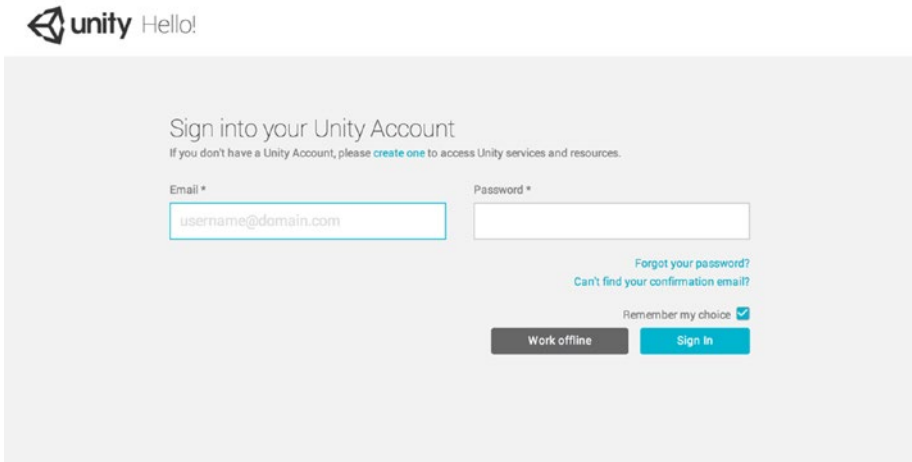 unity Hello!
Sign into your Unity Account
If you don't have a Unity Account, please create one to access Unity services and resources.
Email *
Password *
username@domain.com
Forgot your password?
Can't find your confirmation email?
Remember my choice
Work offline
Sign In